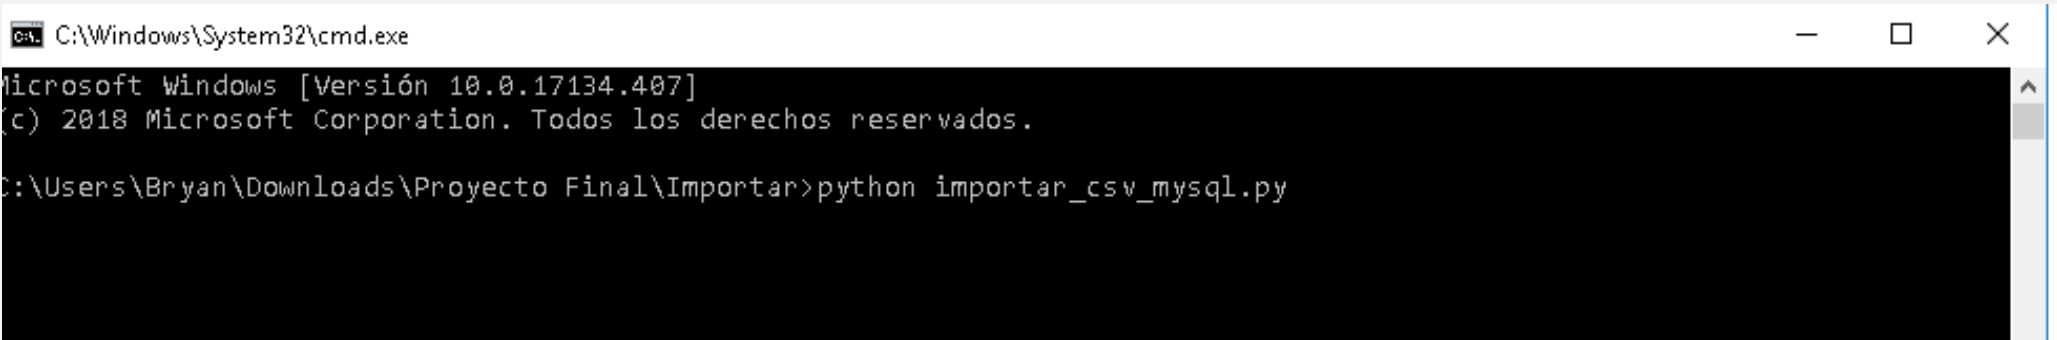 C:\Windows\System32\cmd.exe
Microsoft Windows [Versión 10.0.17134.407]
(c) 2018 Microsoft Corporation. Todos los derechos reservados.
C:\Users\Bryan\Downloads\Proyecto Final\Importar>python importar_csv_mysql.py